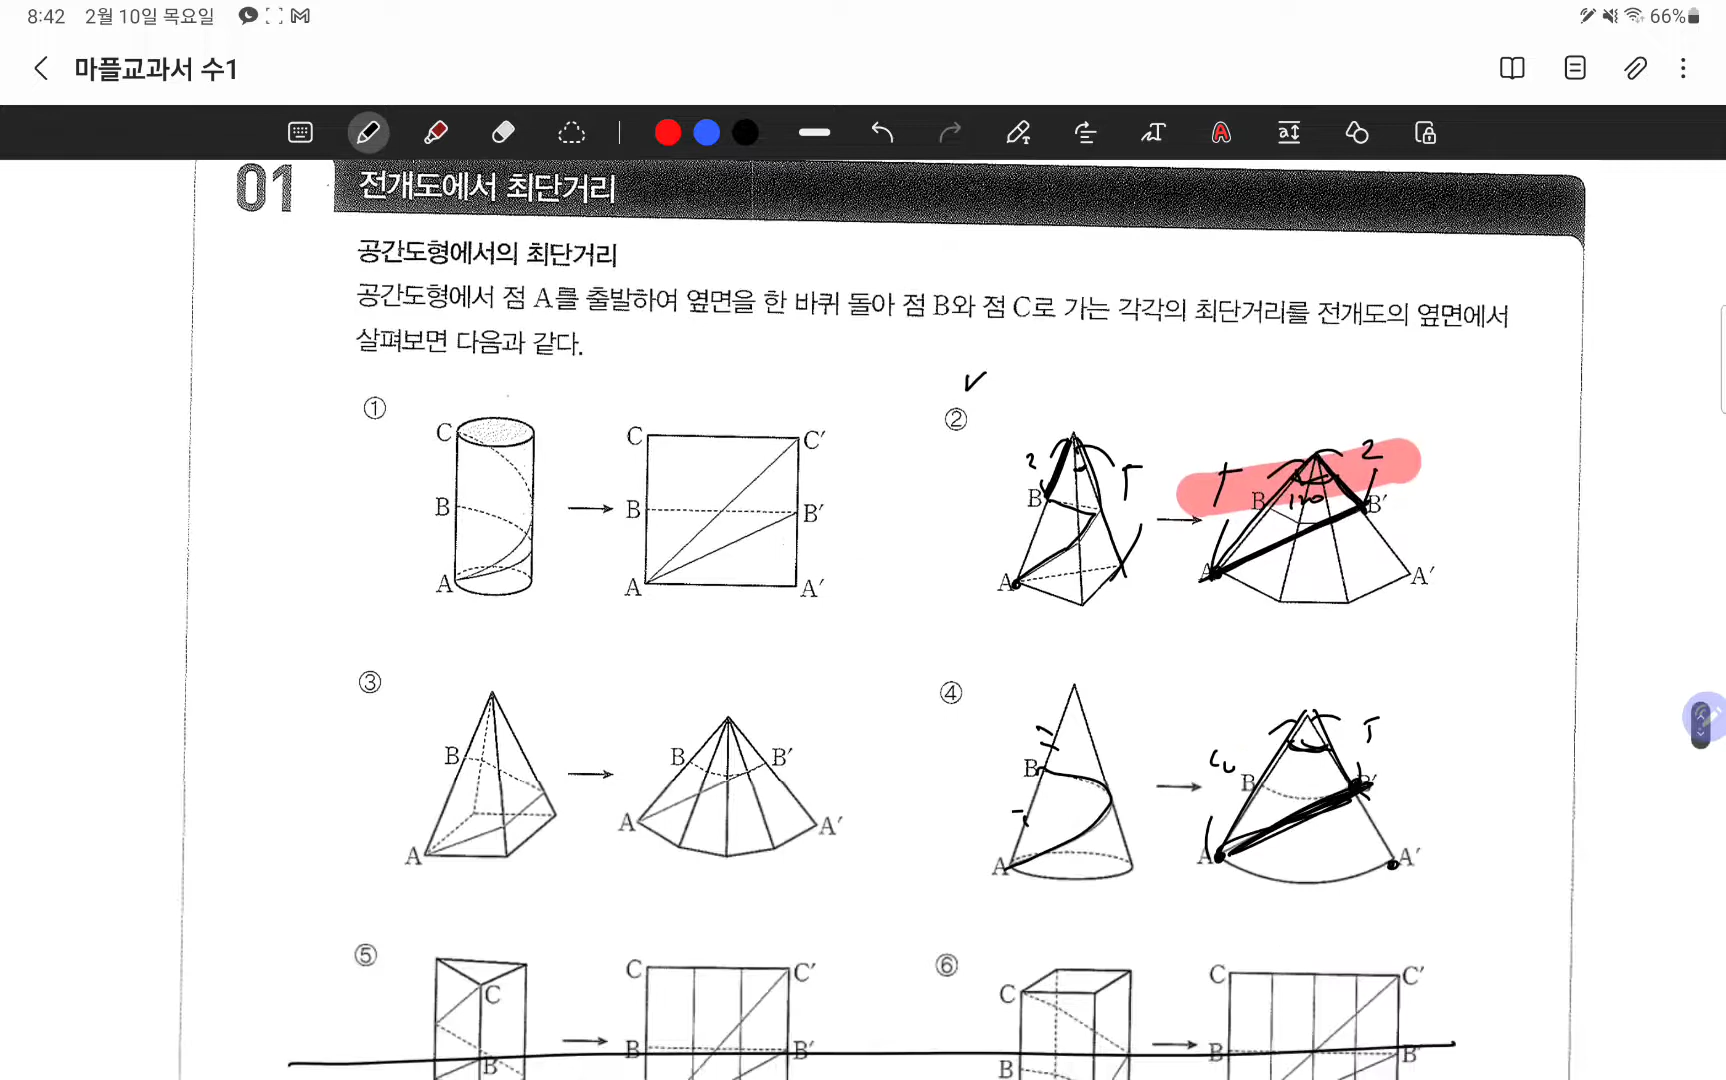 8:42 2월 10일 목요일 66%
마플교과서 수1
01 전개도에서 최단거리
공간도형에서의 최단거리
공간도형에서 점 A를 출발하여 옆면을 한 바퀴 돌아 점 B와 점 C로 가는 각각의 최단거리를 전개도의 옆면에서
살펴보면 다음과 같다.
①
C
B
A
C C′
B B′
A A′
②
2
B
A
2
B 120 B′
A A′
③
B
A
B B′
A A′
④
B
A
B B′
A A′
⑤
C
B
C C′
B B′
⑥
C
B
C C′
B B′